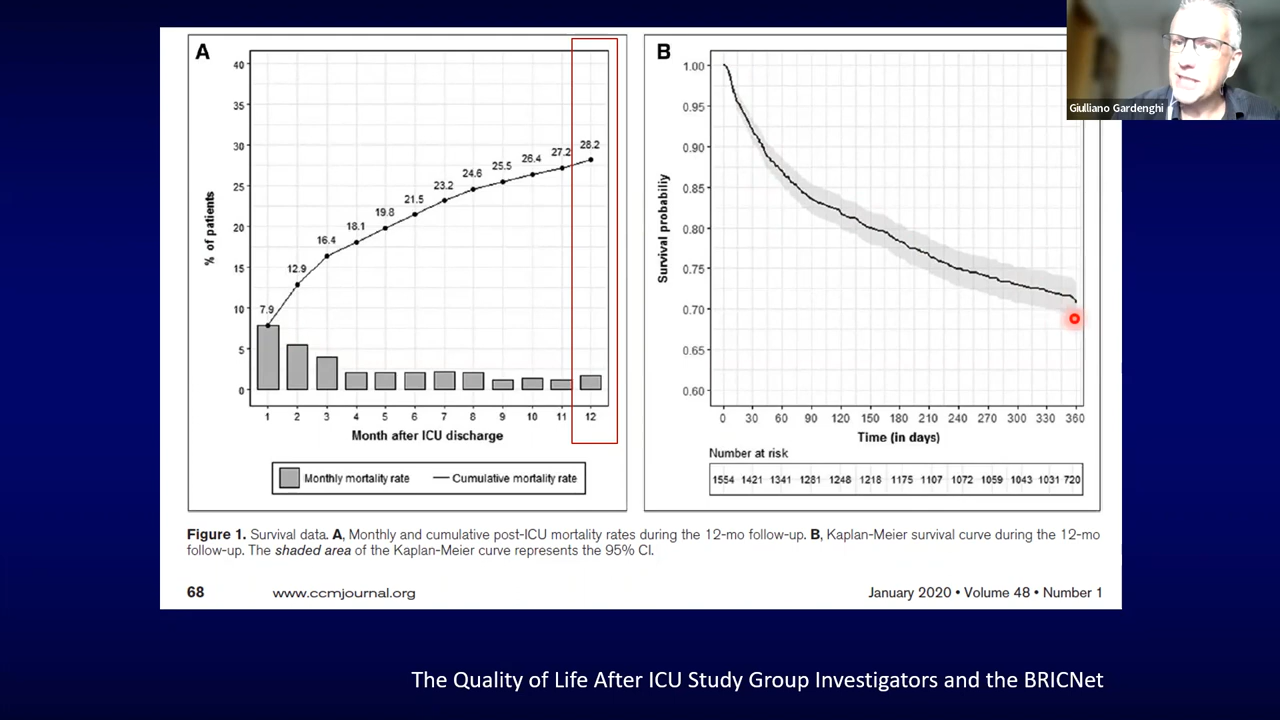 Giulliano Gardenghi
A
40
35
30
25
20
15
10
5
0
% of patients
7.9
12.9
16.4
18.1
19.8
21.5
23.2
24.6
25.5
26.4
27.2
28.2
1 2 3 4 5 6 7 8 9 10 11 12
Month after ICU discharge
Monthly mortality rate Cumulative mortality rate
B
1.00
0.95
0.90
0.85
0.80
0.75
0.70
0.65
0.60
Survival probability
0 30 60 90 120 150 180 210 240 270 300 330 360
Time (in days)
Number at risk
1554 1421 1341 1281 1248 1218 1175 1107 1072 1059 1043 1031 720
Figure 1. Survival data. A, Monthly and cumulative post-ICU mortality rates during the 12-mo follow-up. B, Kaplan-Meier survival curve during the 12-mo
follow-up. The shaded area of the Kaplan-Meier curve represents the 95% CI.
68 www.ccmjournal.org January 2020 • Volume 48 • Number 1
The Quality of Life After ICU Study Group Investigators and the BRICNet